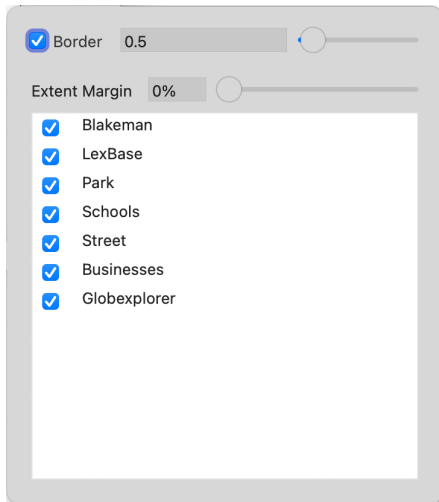 Border 0.5
Extent Margin 0%
Blakeman
LexBase
Park
Schools
Street
Businesses
Globexplorer